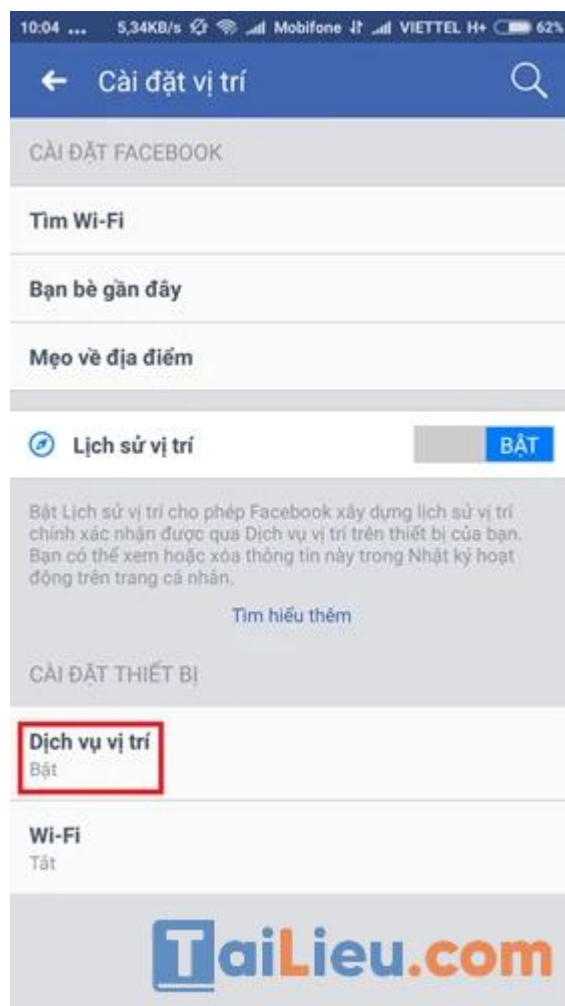 10:04 ... 5,34KB/s Mobifone VIETTEL H+ 62%
Cài đặt vị trí
CÀI ĐẶT FACEBOOK
Tìm Wi-Fi
Bạn bè gần đây
Mẹo về địa điểm
Lịch sử vị trí BẬT
Bật Lịch sử vị trí cho phép Facebook xây dựng lịch sử vị trí
chính xác nhận được qua Dịch vụ vị trí trên thiết bị của bạn.
Bạn có thể xem hoặc xóa thông tin này trong Nhật ký hoạt
động trên trang cá nhân.
Tìm hiểu thêm
CÀI ĐẶT THIẾT BỊ
Dịch vụ vị trí
Bật
Wi-Fi
Tắt
TaiLieu.com